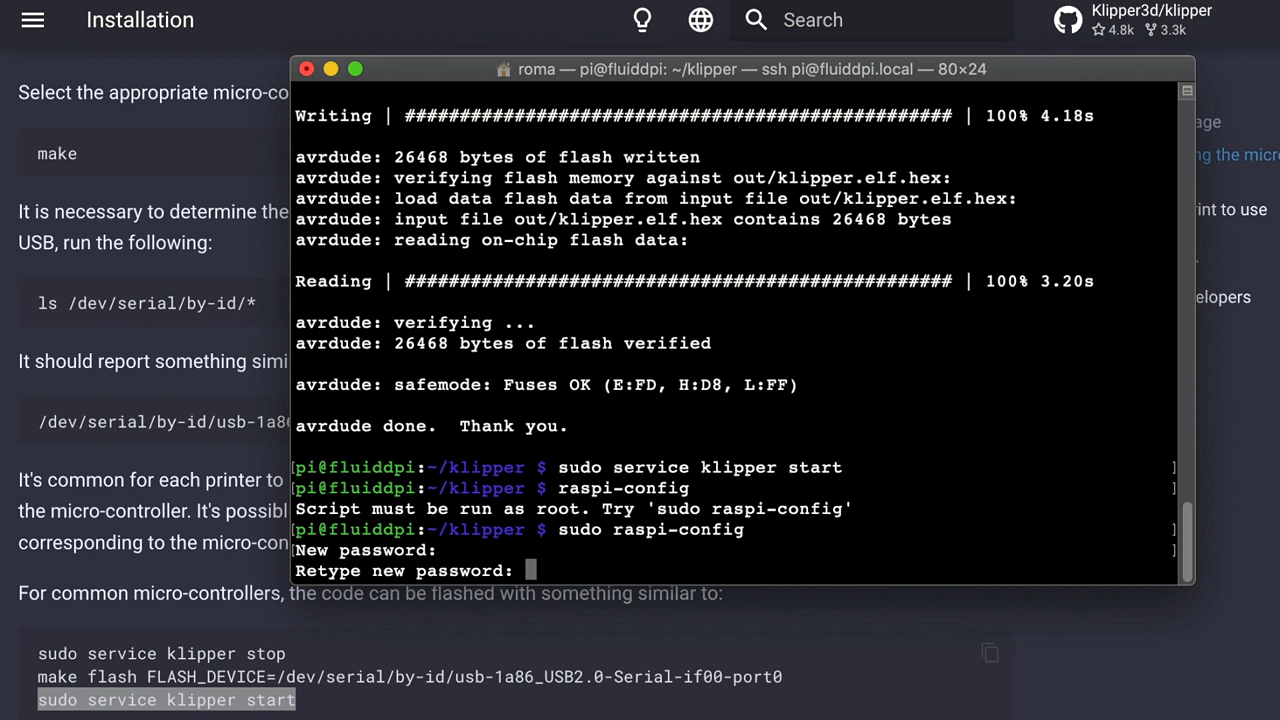 Installation
Search
Klipper3d/klipper
4.8k 3.3k
Select the appropriate micro-co
make
It is necessary to determine the
USB, run the following:
ls /dev/serial/by-id/*
It should report something simi
/dev/serial/by-id/usb-1a86
It's common for each printer to
the micro-controller. It's possibl
corresponding to the micro-con
For common micro-controllers, the code can be flashed with something similar to:
sudo service klipper stop
make flash FLASH_DEVICE=/dev/serial/by-id/usb-1a86_USB2.0-Serial-if00-port0
sudo service klipper start
roma — pi@fluiddpi: ~/klipper — ssh pi@fluiddpi.local — 80×24
Writing | ################################################## | 100% 4.18s
avrdude: 26468 bytes of flash written
avrdude: verifying flash memory against out/klipper.elf.hex:
avrdude: load data flash data from input file out/klipper.elf.hex:
avrdude: input file out/klipper.elf.hex contains 26468 bytes
avrdude: reading on-chip flash data:
Reading | ################################################## | 100% 3.20s
avrdude: verifying ...
avrdude: 26468 bytes of flash verified
avrdude: safemode: Fuses OK (E:FD, H:D8, L:FF)
avrdude done.  Thank you.
[pi@fluiddpi:~/klipper $ sudo service klipper start ]
[pi@fluiddpi:~/klipper $ raspi-config ]
Script must be run as root. Try 'sudo raspi-config'
[pi@fluiddpi:~/klipper $ sudo raspi-config ]
[New password: ]
Retype new password:
age
ng the micr
int to use
.
elopers